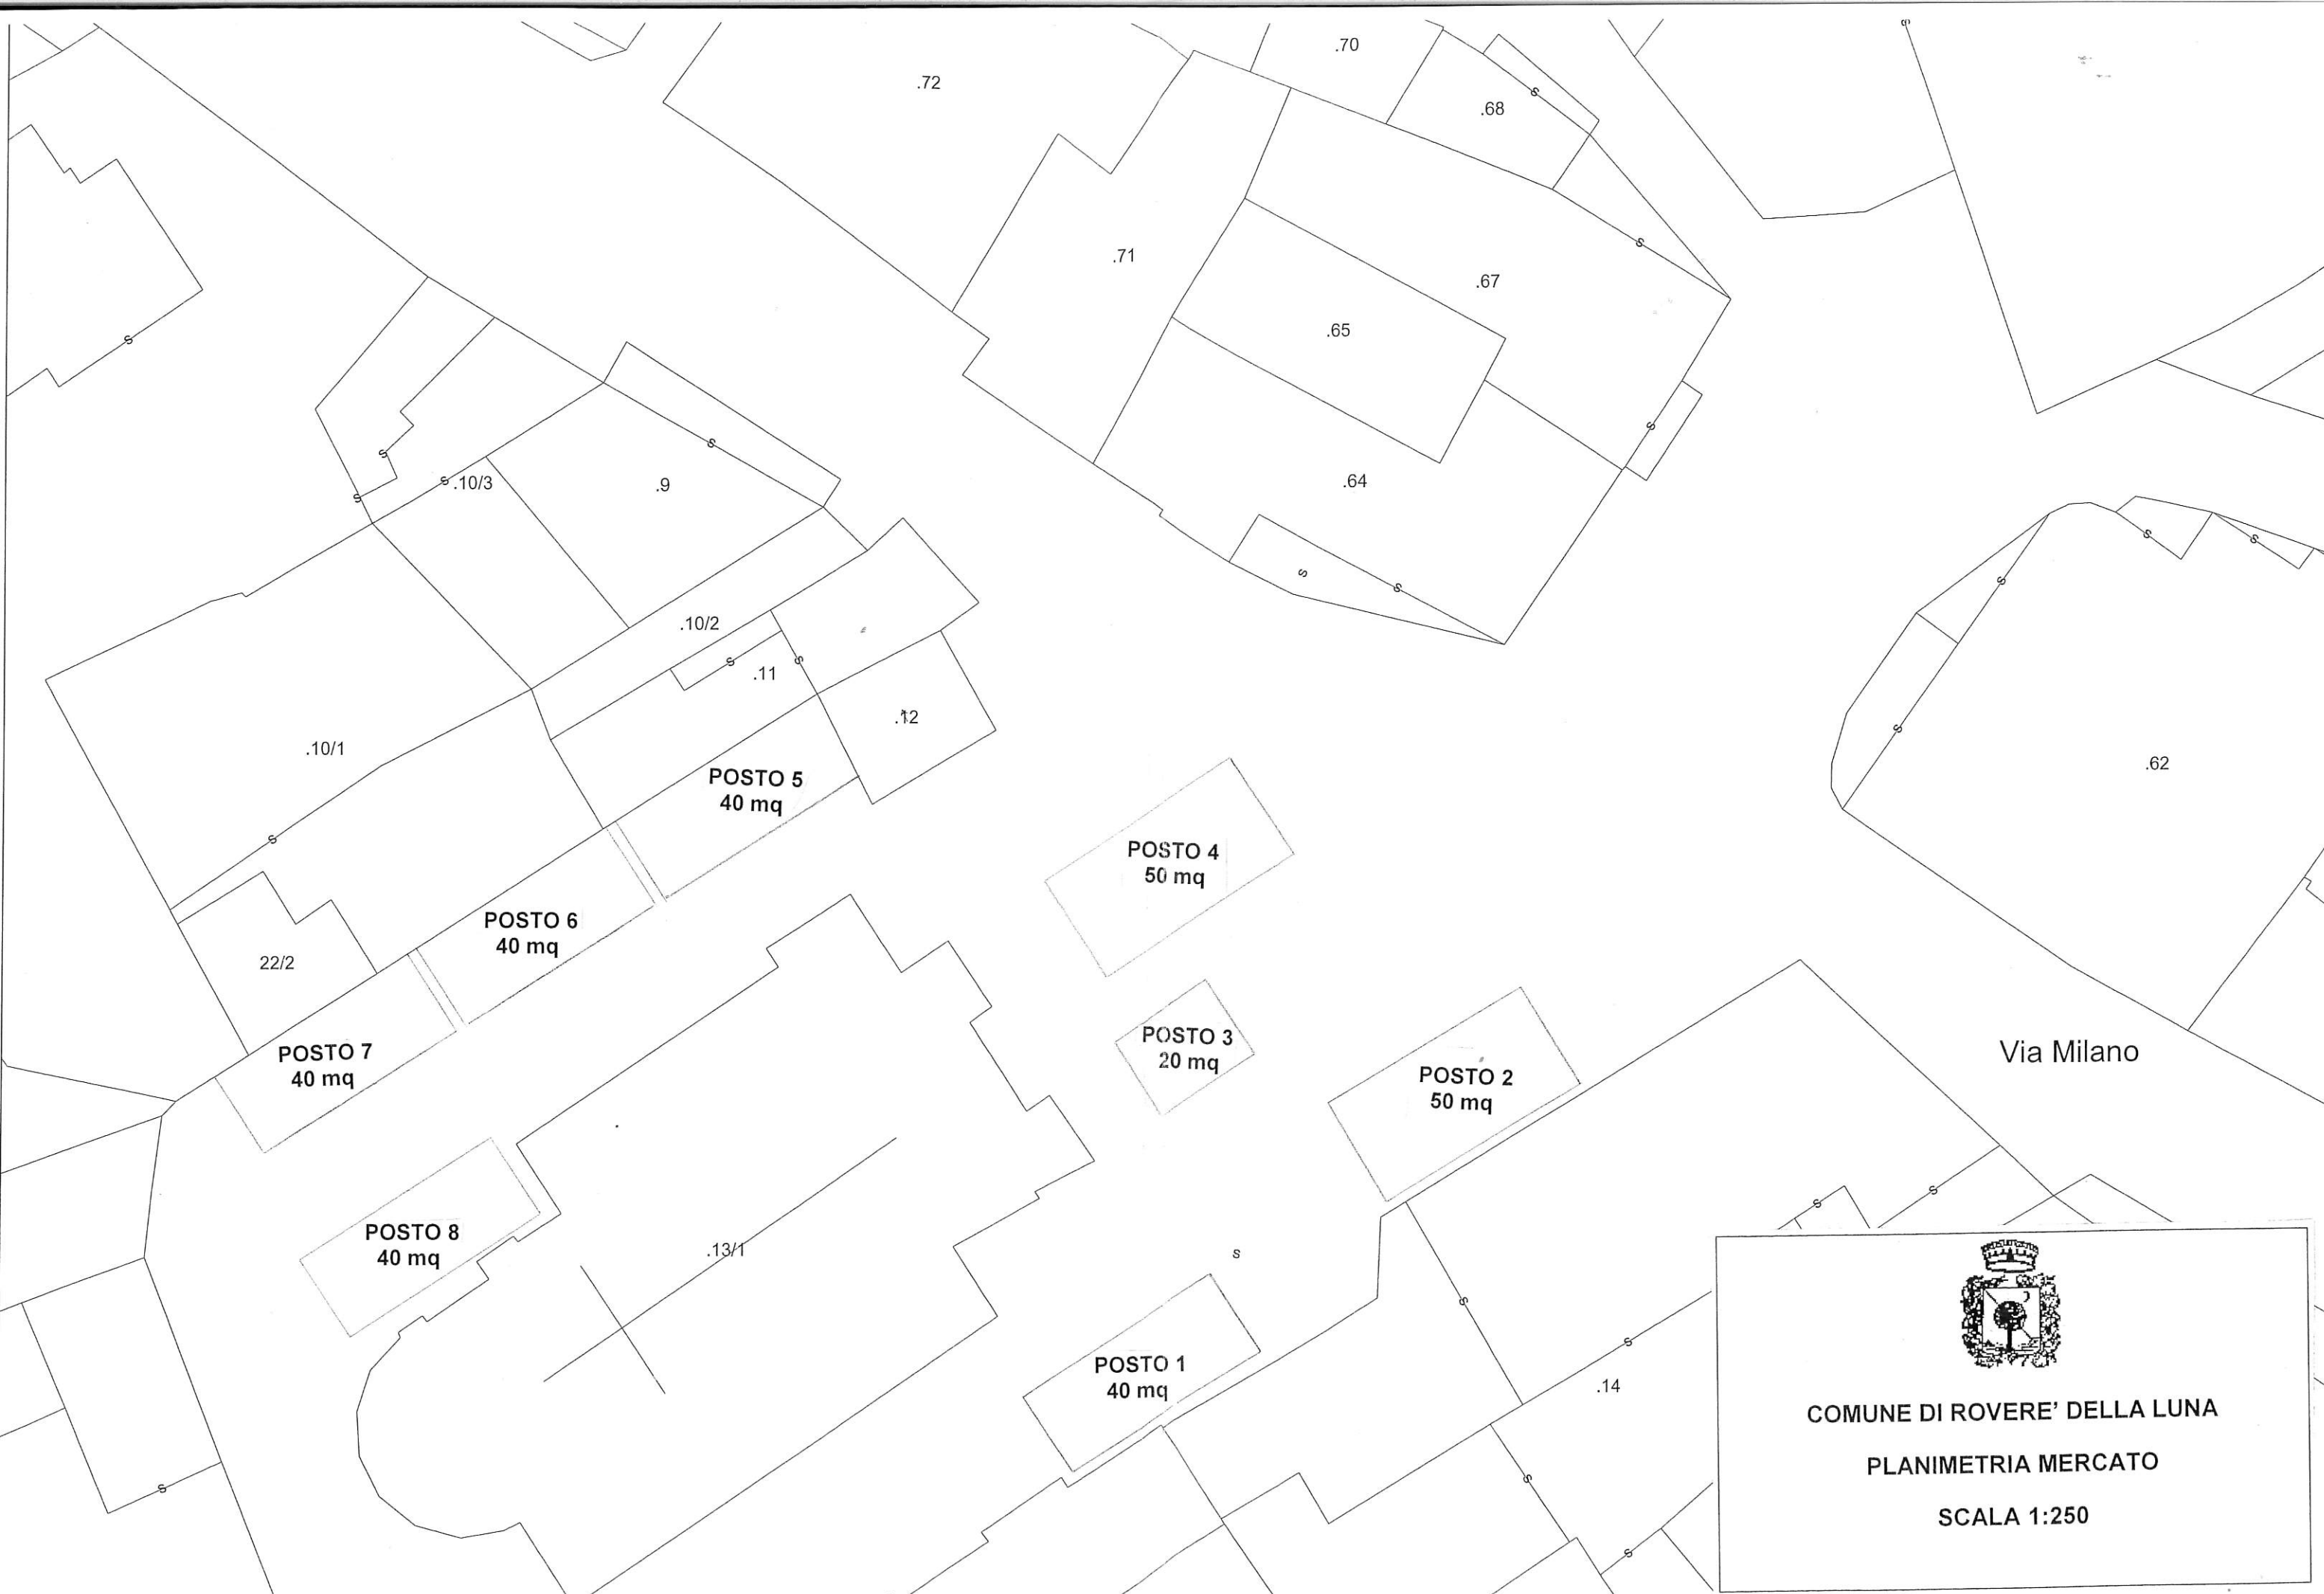 .70
.72
.68
s
s
.71
.67
.65
s
s
s
s
s
.10/3
.9
.64
s
s
s
s
s
s
s
.10/2
s
s
.11
.12
s
.10/1
.62
POSTO 5
40 mq
s
POSTO 4
50 mq
POSTO 6
40 mq
22/2
POSTO 3
20 mq
Via Milano
POSTO 7
40 mq
POSTO 2
50 mq
s
s
POSTO 8
40 mq
.13/1
s
s
s
POSTO 1
40 mq
.14
s
s
s
COMUNE DI ROVERE’ DELLA LUNA
PLANIMETRIA MERCATO
SCALA 1:250